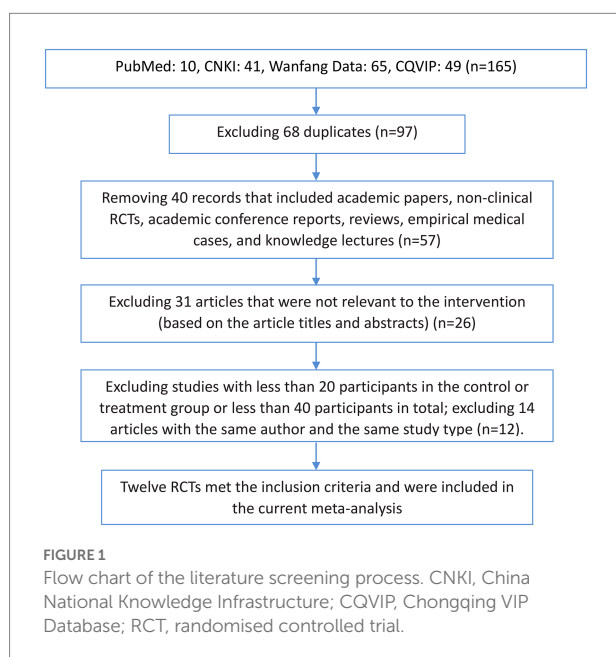 PubMed: 10, CNKI: 41, Wanfang Data: 65, CQVIP: 49 (n=165)
Excluding 68 duplicates (n=97)
Removing 40 records that included academic papers, non-clinical
RCTs, academic conference reports, reviews, empirical medical
cases, and knowledge lectures (n=57)
Excluding 31 articles that were not relevant to the intervention
(based on the article titles and abstracts) (n=26)
Excluding studies with less than 20 participants in the control or
treatment group or less than 40 participants in total; excluding 14
articles with the same author and the same study type (n=12).
Twelve RCTs met the inclusion criteria and were included in
the current meta-analysis
FIGURE 1
Flow chart of the literature screening process. CNKI, China
National Knowledge Infrastructure; CQVIP, Chongqing VIP
Database; RCT, randomised controlled trial.